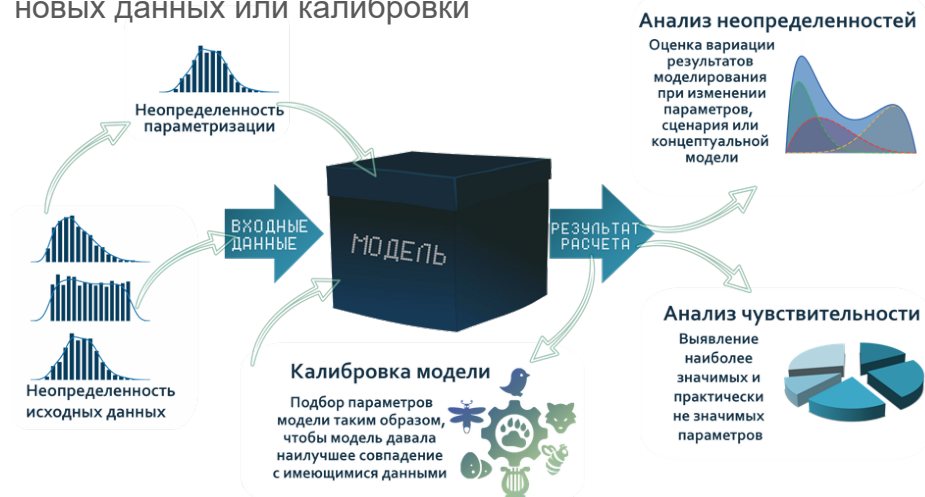 новых данных или калибровки
Неопределенность
параметризации
Неопределенность
исходных данных
ВХОДНЫЕ
ДАННЫЕ
МОДЕЛЬ
РЕЗУЛЬТАТ
РАСЧЕТА
Калибровка модели
Подбор параметров
модели таким образом,
чтобы модель давала
наилучшее совпадение
с имеющимися данными
Анализ неопределенностей
Оценка вариации
результатов
моделирования
при изменении
параметров,
сценария или
концептуальной
модели
Анализ чувствительности
Выявление
наиболее
значимых и
практически
не значимых
параметров